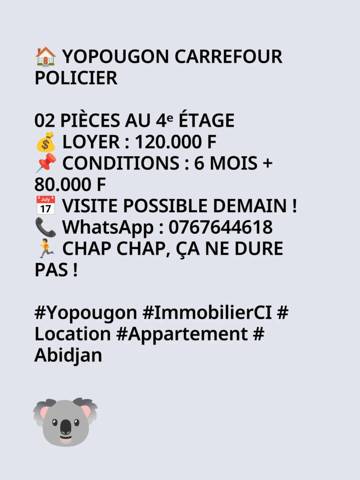 🏠 YOPOUGON CARREFOUR
POLICIER
02 PIÈCES AU 4ᵉ ÉTAGE
💰 LOYER : 120.000 F
📌 CONDITIONS : 6 MOIS +
80.000 F
📅 VISITE POSSIBLE DEMAIN !
📞 WhatsApp : 0767644618
🏃 CHAP CHAP, ÇA NE DURE
PAS !
#Yopougon #ImmobilierCI #
Location #Appartement #
Abidjan
🐨